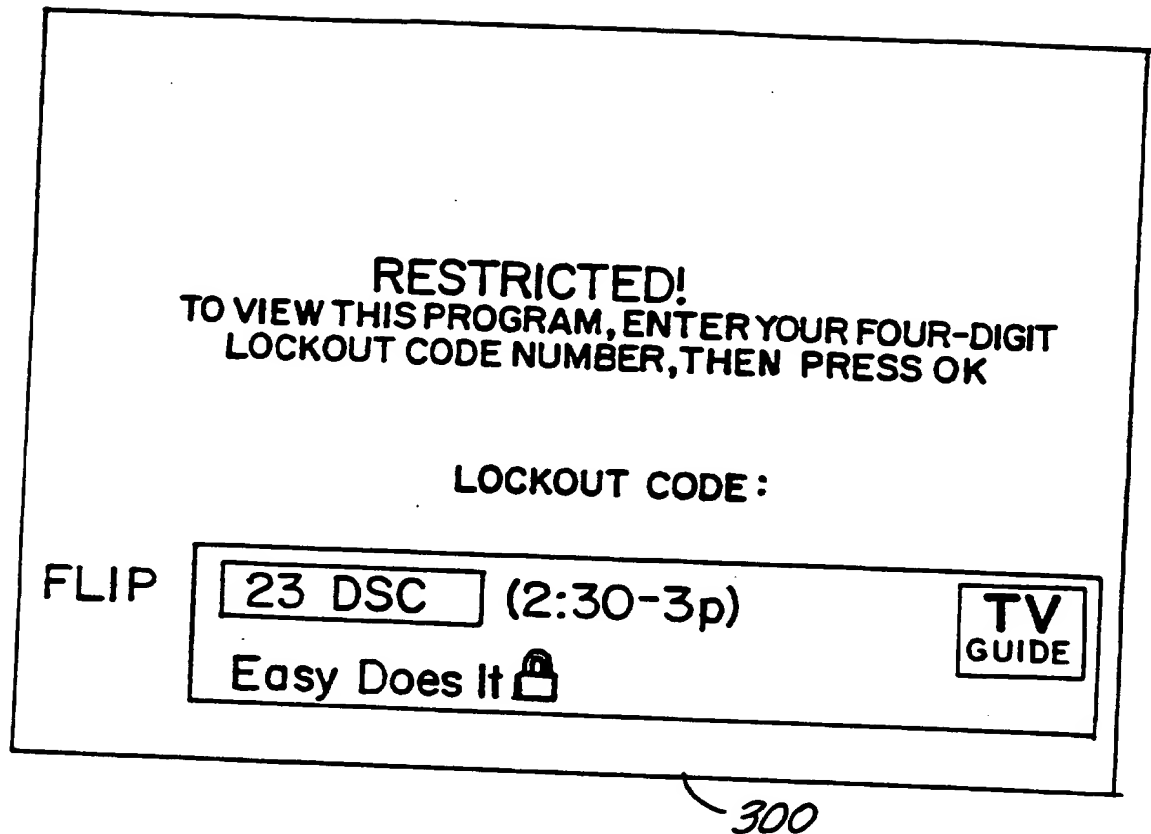 RESTRICTED!
TO VIEW THIS PROGRAM, ENTER YOUR FOUR-DIGIT
LOCKOUT CODE NUMBER, THEN PRESS OK
LOCKOUT CODE:
FLIP
23 DSC (2:30-3p)
TV
GUIDE
Easy Does It
300